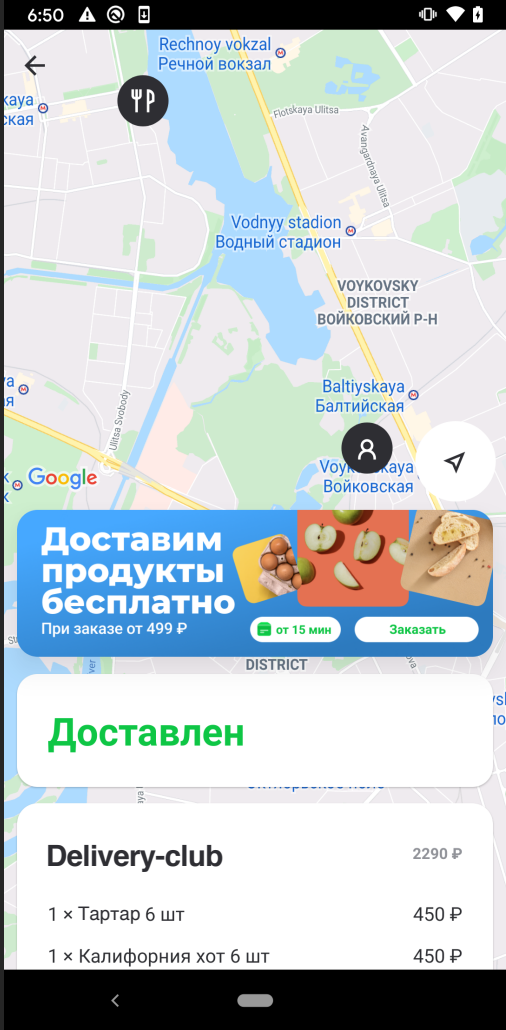 6:50
Rechnoy vokzal
Речной вокзал
kaya
ская
Flotskaya Ulitsa
Avangardnaya Ulitsa
Vodnyy stadion
Водный стадион
VOYKOVSKY
DISTRICT
ВОЙКОВСКИЙ Р-Н
Baltiyskaya
Балтийская
Ulitsa Svobody
Google
Войковская
Доставим
продукты
бесплатно
При заказе от 499 ₽
от 15 мин
Заказать
DISTRICT
Доставлен
Delivery-club
2290 ₽
1 × Тартар 6 шт
450 ₽
1 × Калифорния хот 6 шт
450 ₽